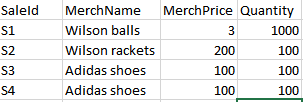 SaleId MerchName MerchPrice Quantity
S1 Wilson balls 3 1000
S2 Wilson rackets 200 100
S3 Adidas shoes 100 100
S4 Adidas shoes 100 100